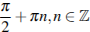 π/2 + πn, n ∈ ℤ